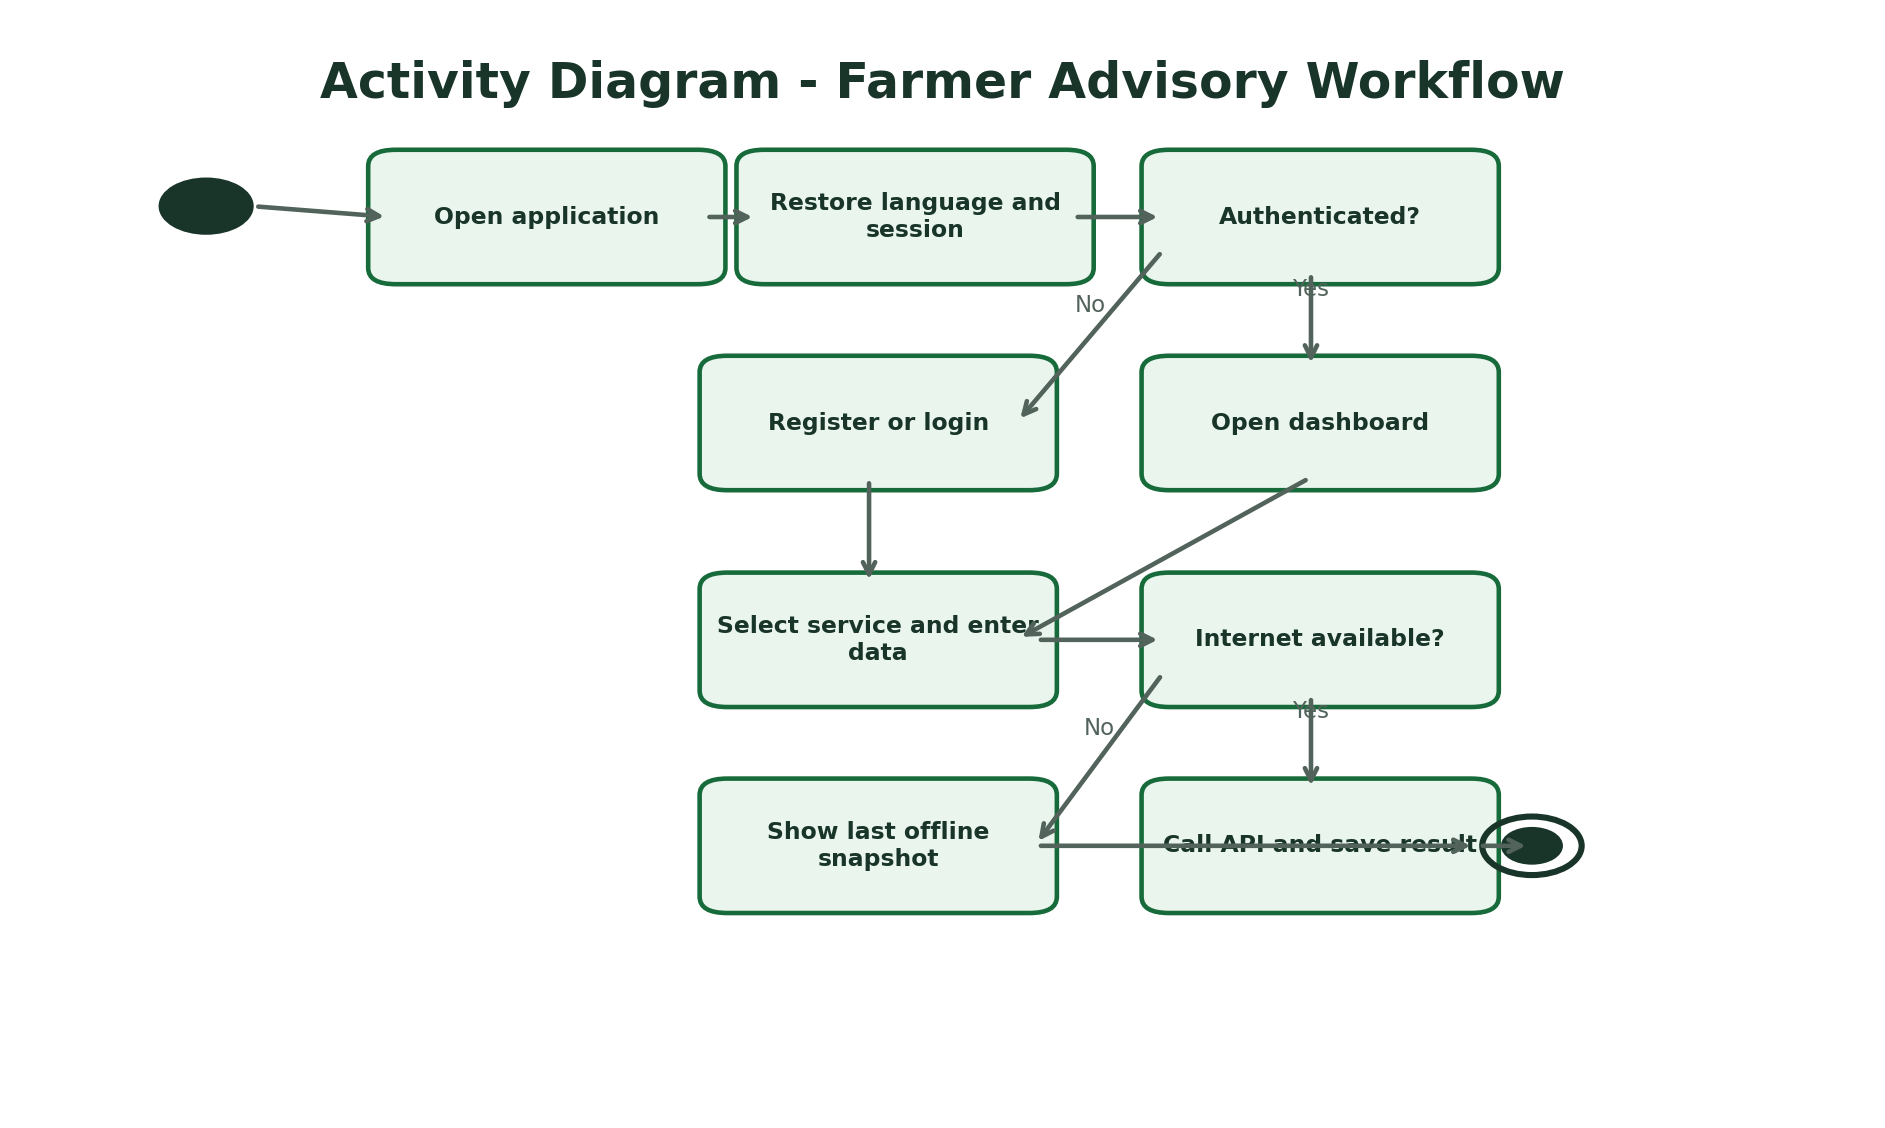 Activity Diagram - Farmer Advisory Workflow
Open application
Restore language and
session
Authenticated?
No
Yes
Register or login
Open dashboard
Select service and enter
data
Internet available?
No
Yes
Show last offline
snapshot
Call API and save result